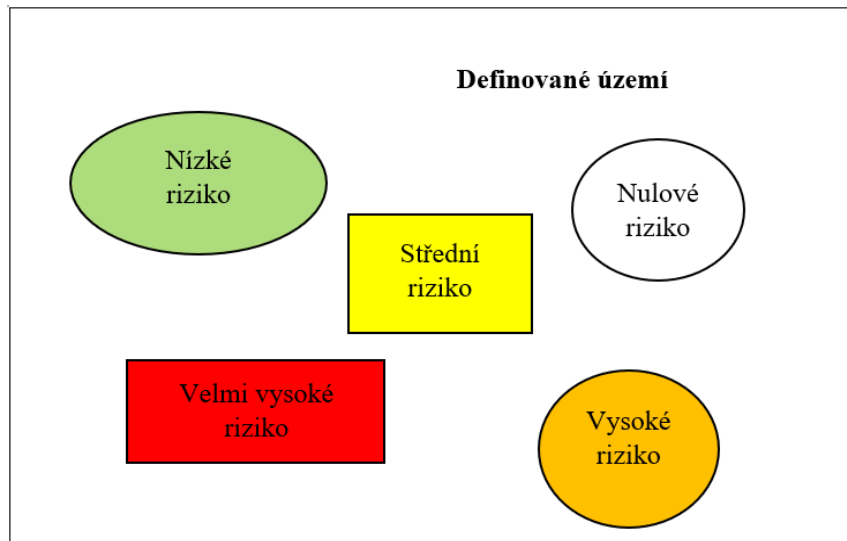 Definované území
Nízké
riziko
Nulové
riziko
Střední
riziko
Velmi vysoké
riziko
Vysoké
riziko